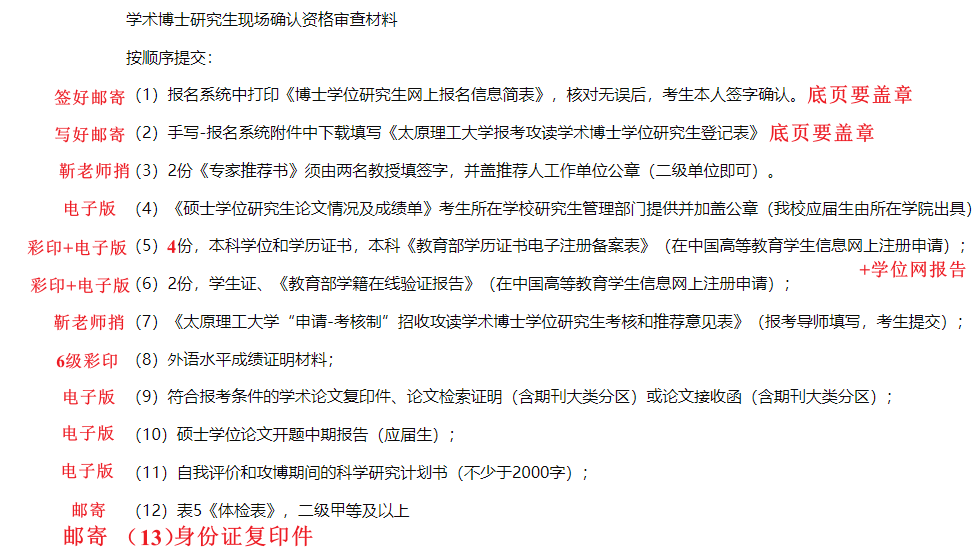 学术博士研究生现场确认资格审查材料
按顺序提交：
签好邮寄（1）报名系统中打印《博士学位研究生网上报名信息简表》，核对无误后，考生本人签字确认。底页要盖章
写好邮寄（2）手写-报名系统附件中下载填写《太原理工大学报考攻读学术博士学位研究生登记表》 底页要盖章
靳老师捎（3）2份《专家推荐书》须由两名教授填签字，并盖推荐人工作单位公章（二级单位即可）。
电子版（4）《硕士学位研究生论文情况及成绩单》考生所在学校研究生管理部门提供并加盖公章（我校应届生由所在学院出具）
彩印+电子版（5）4份，本科学位和学历证书，本科《教育部学历证书电子注册备案表》（在中国高等教育学生信息网上注册申请）；
+学位网报告
彩印+电子版（6）2份，学生证、《教育部学籍在线验证报告》（在中国高等教育学生信息网上注册申请）；
靳老师捎（7）《太原理工大学“申请-考核制”招收攻读学术博士学位研究生考核和推荐意见表》（报考导师填写，考生提交）；
6级彩印（8）外语水平成绩证明材料；
电子版（9）符合报考条件的学术论文复印件、论文检索证明（含期刊大类分区）或论文接收函（含期刊大类分区）；
电子版（10）硕士学位论文开题中期报告（应届生）；
电子版（11）自我评价和攻博期间的科学研究计划书（不少于2000字）；
邮寄（12）表5《体检表》，二级甲等及以上
邮寄（13）身份证复印件